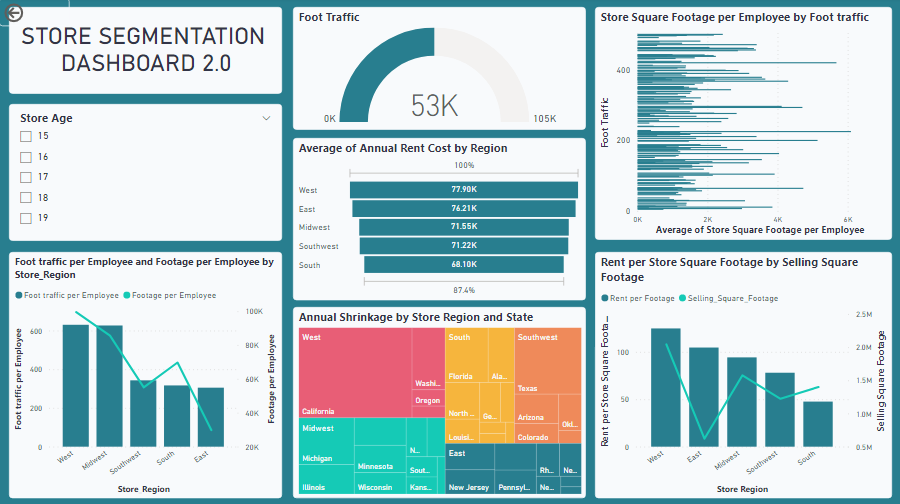 STORE SEGMENTATION
DASHBOARD 2.0
Store Age
15
16
17
18
19
Foot Traffic
53K
0K
105K
Average of Annual Rent Cost by Region
100%
West 77.90K
East 76.21K
Midwest 71.55K
Southwest 71.22K
South 68.10K
87.4%
Store Square Footage per Employee by Foot traffic
Foot Traffic
400
200
0
0K 2K 4K 6K
Average of Store Square Footage per Employee
Foot traffic per Employee and Footage per Employee by
Store_Region
Foot traffic per Employee Footage per Employee
Foot traffic per Employee
600
400
200
0
100K
80K
60K
40K
20K
Footage per Employee
West Midwest Southwest South East
Store Region
Annual Shrinkage by Store Region and State
West
California
Washi...
Oregon
South
Florida
Ala...
North ...
Ge...
Louisi...
Southwest
Texas
Arizona
Okl...
Colorado
Midwest
Michigan
Illinois
Minnesota
Wisconsin
N...
Sout...
Kans...
East
New Jersey
Pennsyl...
Rh...
Ne...
Ne...
Rent per Store Square Footage by Selling Square
Footage
Rent per Footage Selling_Square_Footage
Rent per Store Square Foota...
100
50
0
2.5M
2.0M
1.5M
1.0M
0.5M
Selling Square Footage
West East Midwest Southwest South
Store Region